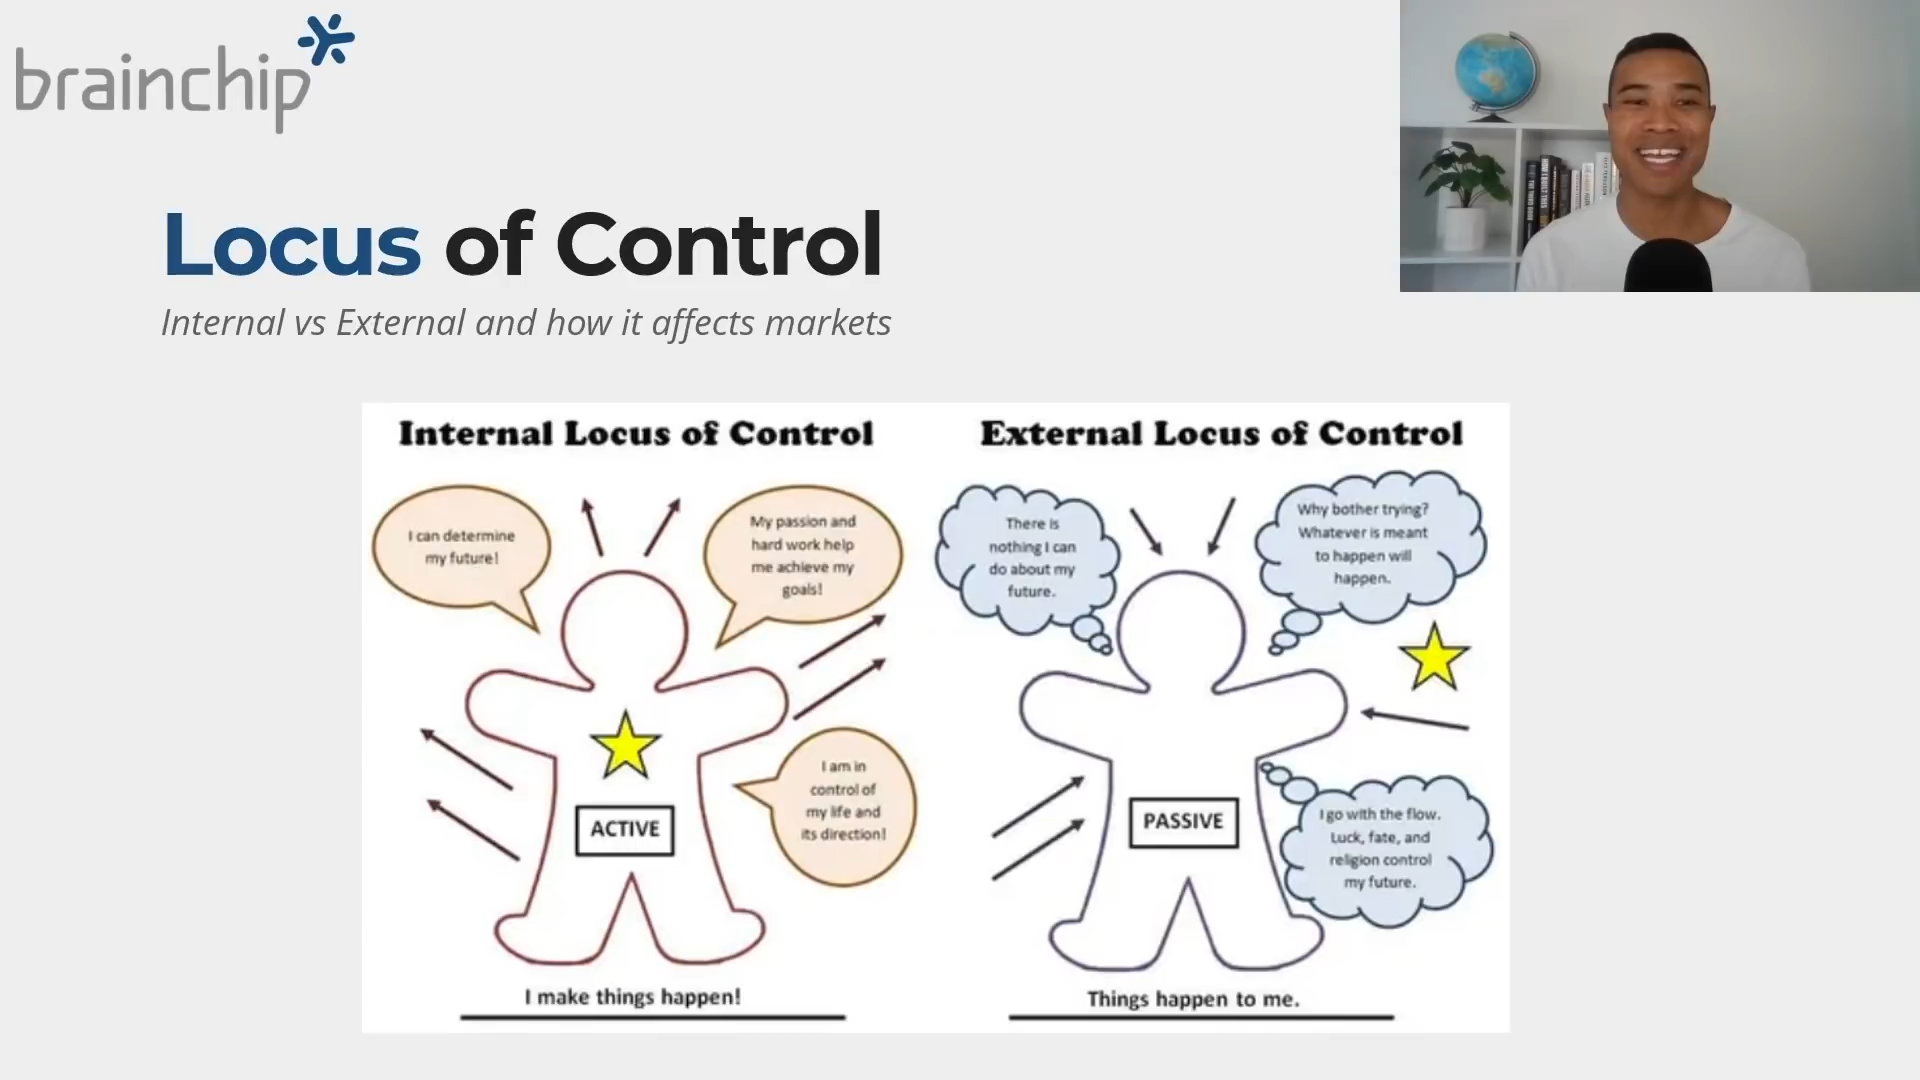 brainchip
Locus of Control
Internal vs External and how it affects markets
Internal Locus of Control
I can determine
my future!
My passion and
hard work help
me achieve my
goals!
I am in
control of
my life and
its direction!
ACTIVE
I make things happen!
External Locus of Control
There is
nothing I can
do about my
future.
Why bother trying?
Whatever is meant
to happen will
happen.
PASSIVE
I go with the flow.
Luck, fate, and
religion control
my future.
Things happen to me.